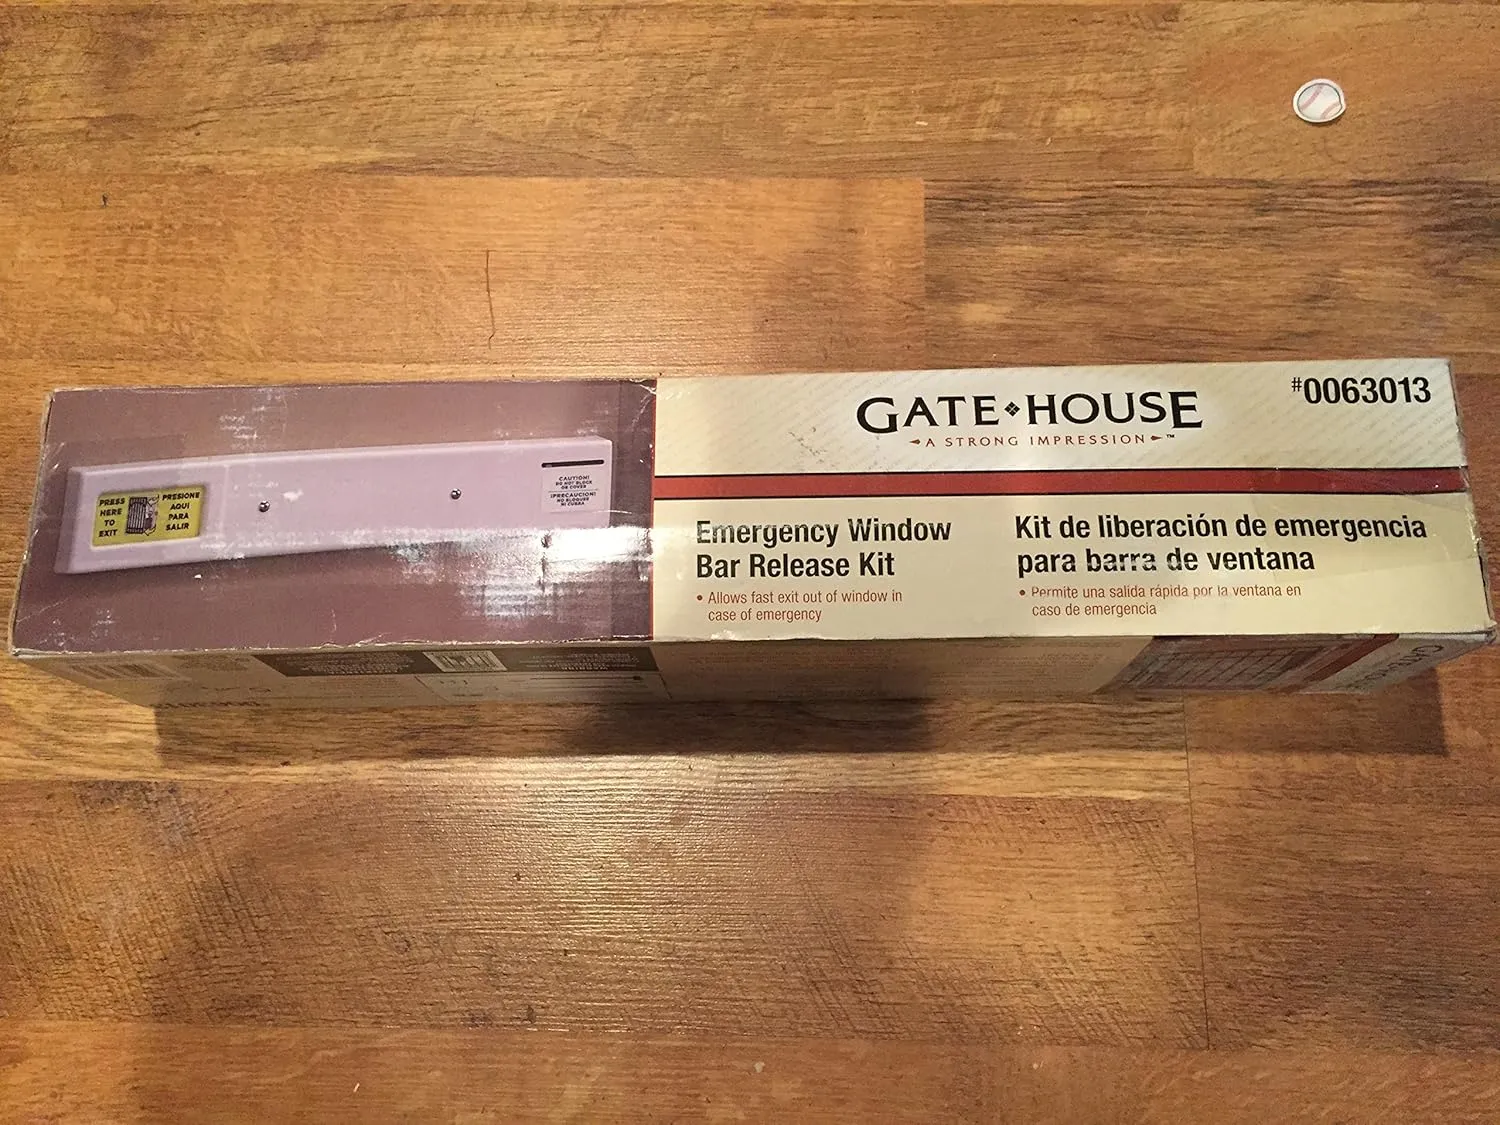 GATE HOUSE
A STRONG IMPRESSION™
#0063013
PRESS
HERE
TO
EXIT
PRESIONE
AQUÍ
PARA
SALIR
CAUTION!
DO NOT BLOCK
OR COVER
¡PRECAUCIÓN!
NO BLOQUEE
NI CUBRA
Emergency Window
Bar Release Kit
• Allows fast exit out of window in
case of emergency
Kit de liberación de emergencia
para barra de ventana
• Permite una salida rápida por la ventana en
caso de emergencia